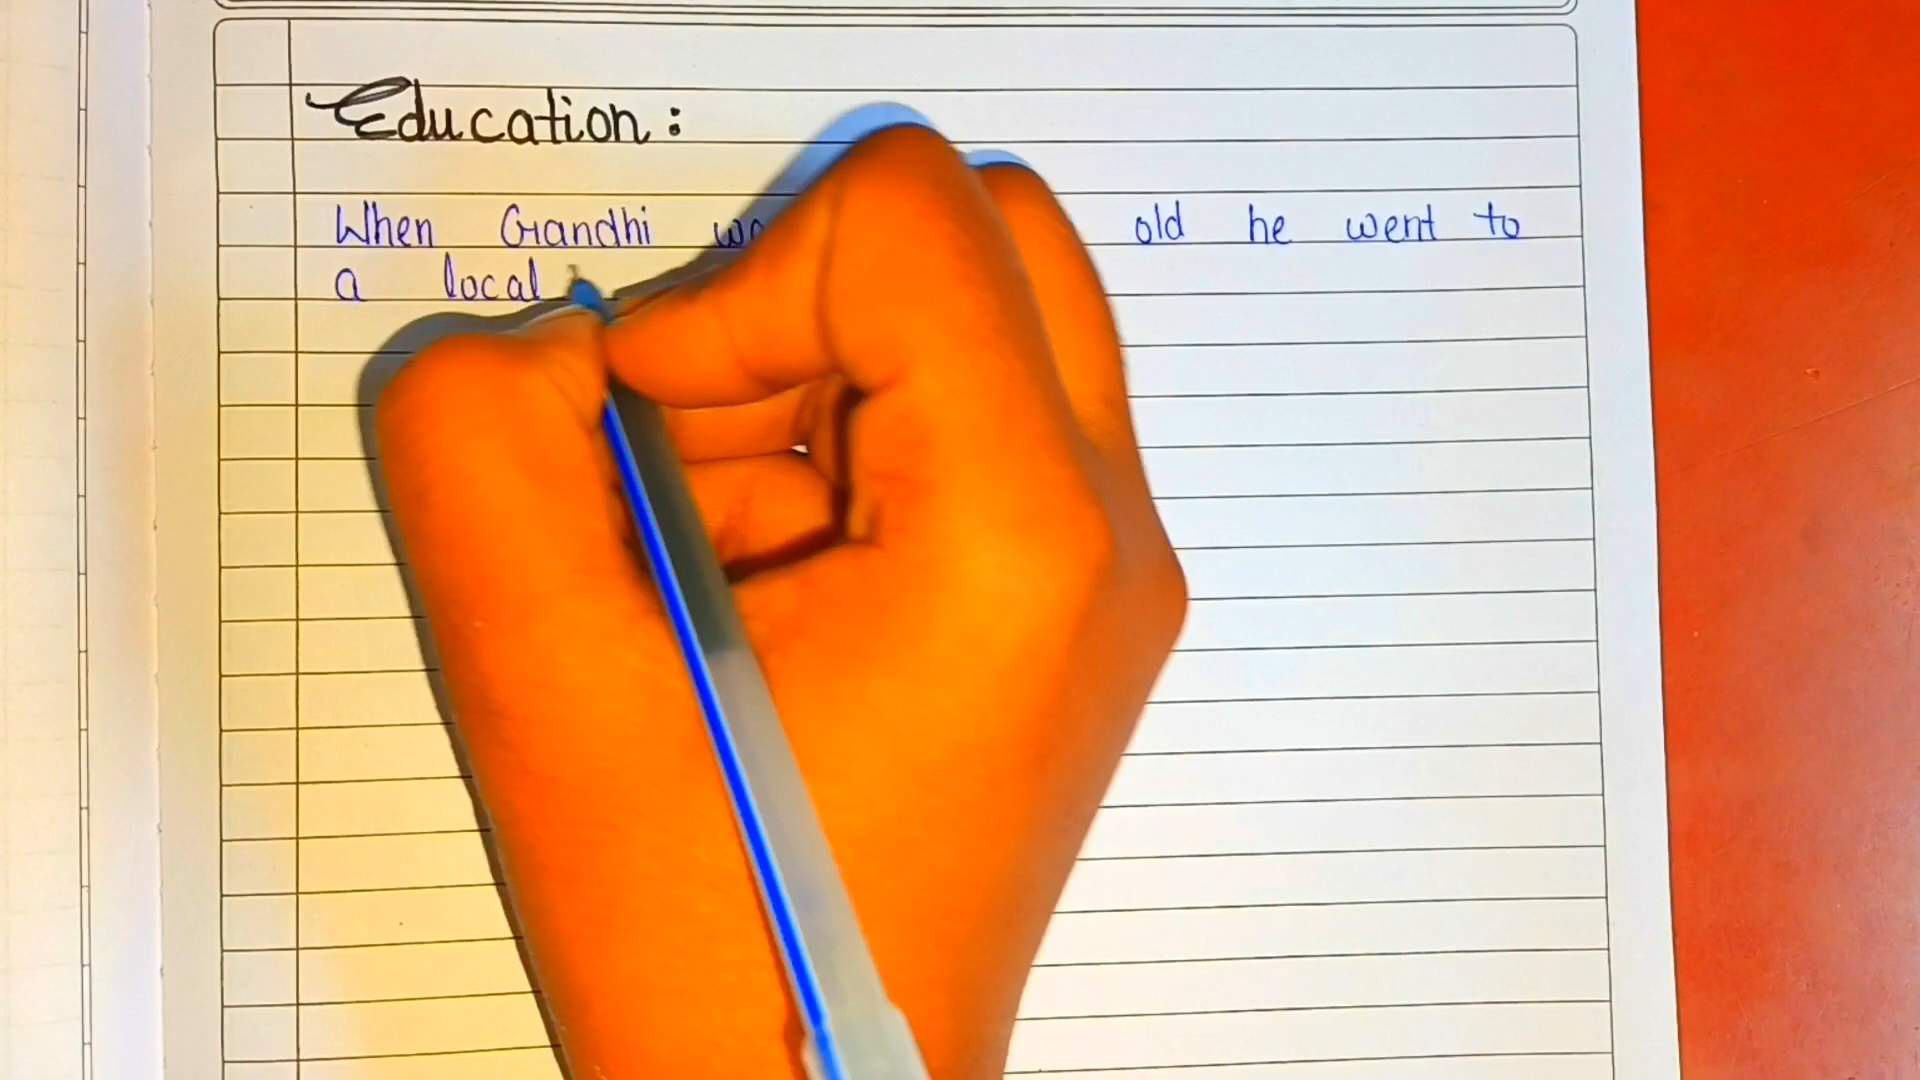 Education:
When Gandhi old he went to
a local